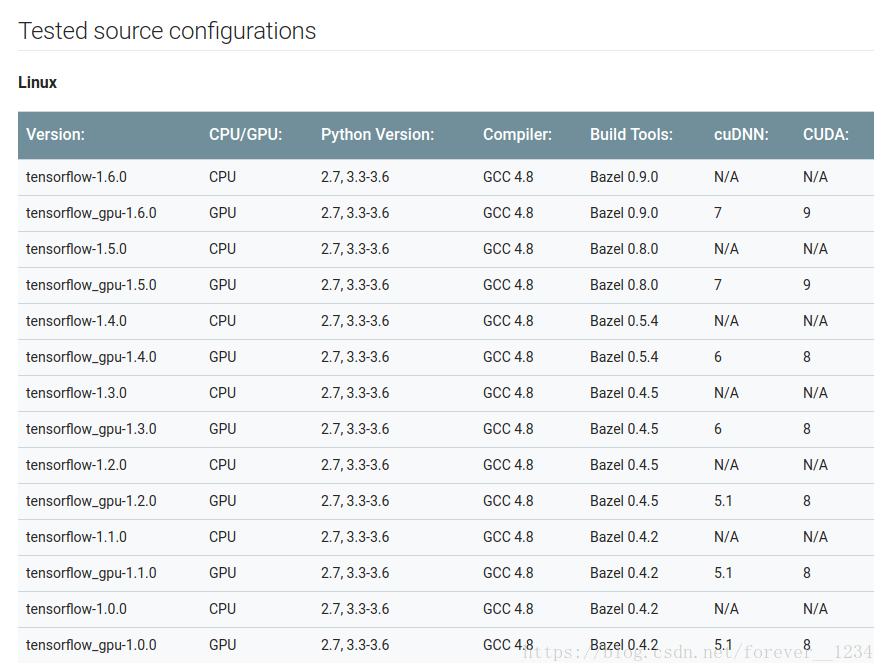 Tested source configurations
Linux
Version: CPU/GPU: Python Version: Compiler: Build Tools: cuDNN: CUDA:
tensorflow-1.6.0 CPU 2.7, 3.3-3.6 GCC 4.8 Bazel 0.9.0 N/A N/A
tensorflow_gpu-1.6.0 GPU 2.7, 3.3-3.6 GCC 4.8 Bazel 0.9.0 7 9
tensorflow-1.5.0 CPU 2.7, 3.3-3.6 GCC 4.8 Bazel 0.8.0 N/A N/A
tensorflow_gpu-1.5.0 GPU 2.7, 3.3-3.6 GCC 4.8 Bazel 0.8.0 7 9
tensorflow-1.4.0 CPU 2.7, 3.3-3.6 GCC 4.8 Bazel 0.5.4 N/A N/A
tensorflow_gpu-1.4.0 GPU 2.7, 3.3-3.6 GCC 4.8 Bazel 0.5.4 6 8
tensorflow-1.3.0 CPU 2.7, 3.3-3.6 GCC 4.8 Bazel 0.4.5 N/A N/A
tensorflow_gpu-1.3.0 GPU 2.7, 3.3-3.6 GCC 4.8 Bazel 0.4.5 6 8
tensorflow-1.2.0 CPU 2.7, 3.3-3.6 GCC 4.8 Bazel 0.4.5 N/A N/A
tensorflow_gpu-1.2.0 GPU 2.7, 3.3-3.6 GCC 4.8 Bazel 0.4.5 5.1 8
tensorflow-1.1.0 CPU 2.7, 3.3-3.6 GCC 4.8 Bazel 0.4.2 N/A N/A
tensorflow_gpu-1.1.0 GPU 2.7, 3.3-3.6 GCC 4.8 Bazel 0.4.2 5.1 8
tensorflow-1.0.0 CPU 2.7, 3.3-3.6 GCC 4.8 Bazel 0.4.2 N/A N/A
tensorflow_gpu-1.0.0 GPU 2.7, 3.3-3.6 GCC 4.8 Bazel 0.4.2 5.1 8
https://blog.csdn.net/forever__1234